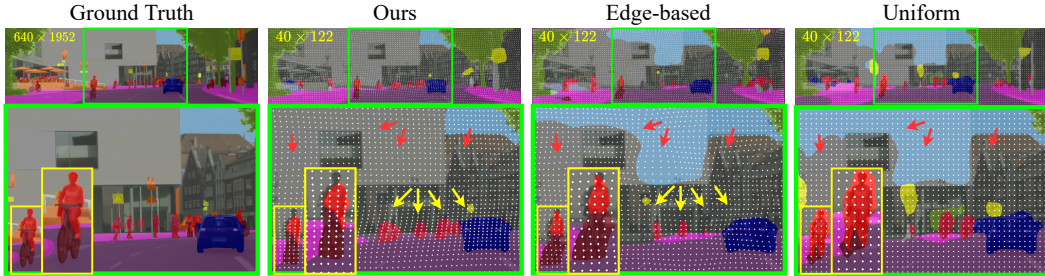 Ground Truth
Ours
Edge-based
Uniform
640 × 1952
40 × 122
40 × 122
40 × 122